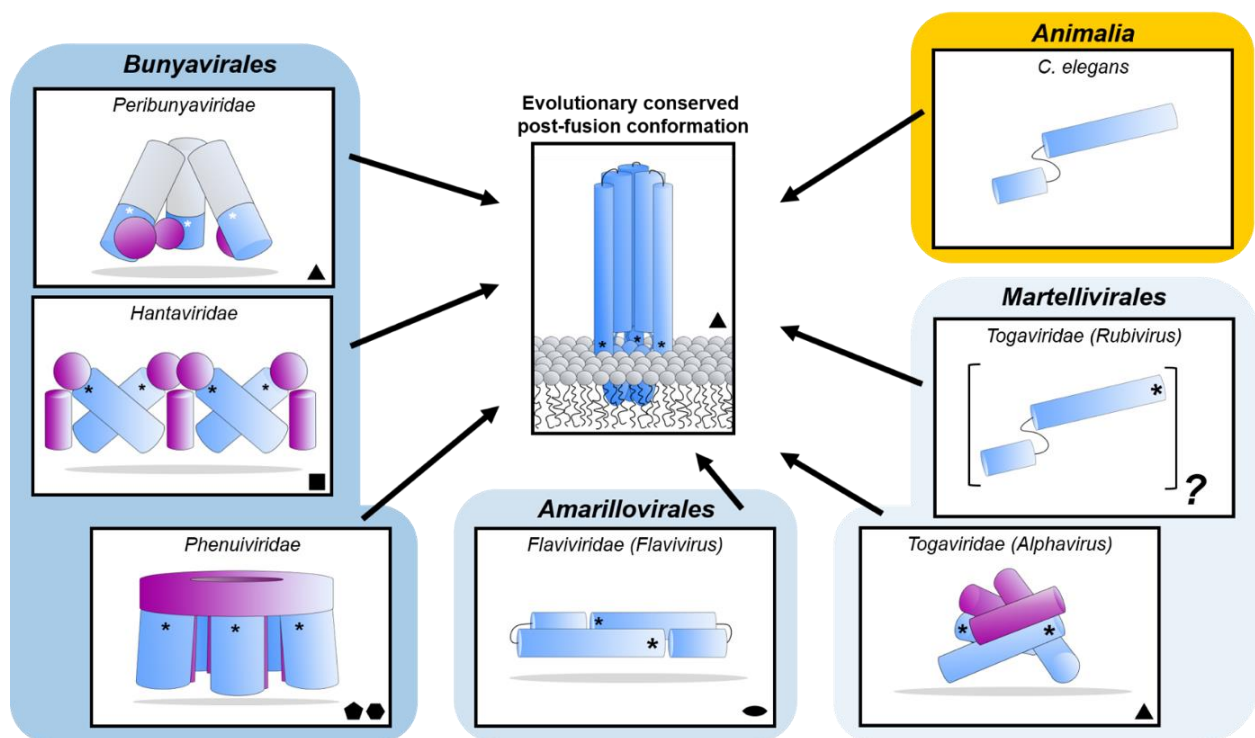 Bunyavirales
Peribunyaviridae
*
*
*
Hantaviridae
*
*
*
*
Phenuiviridae
*
*
*
Evolutionary conserved
post-fusion conformation
*
*
*
Amarillovirales
Flaviviridae (Flavivirus)
*
*
Animalia
C. elegans
Martellivirales
Togaviridae (Rubivirus)
*
?
Togaviridae (Alphavirus)
*
*